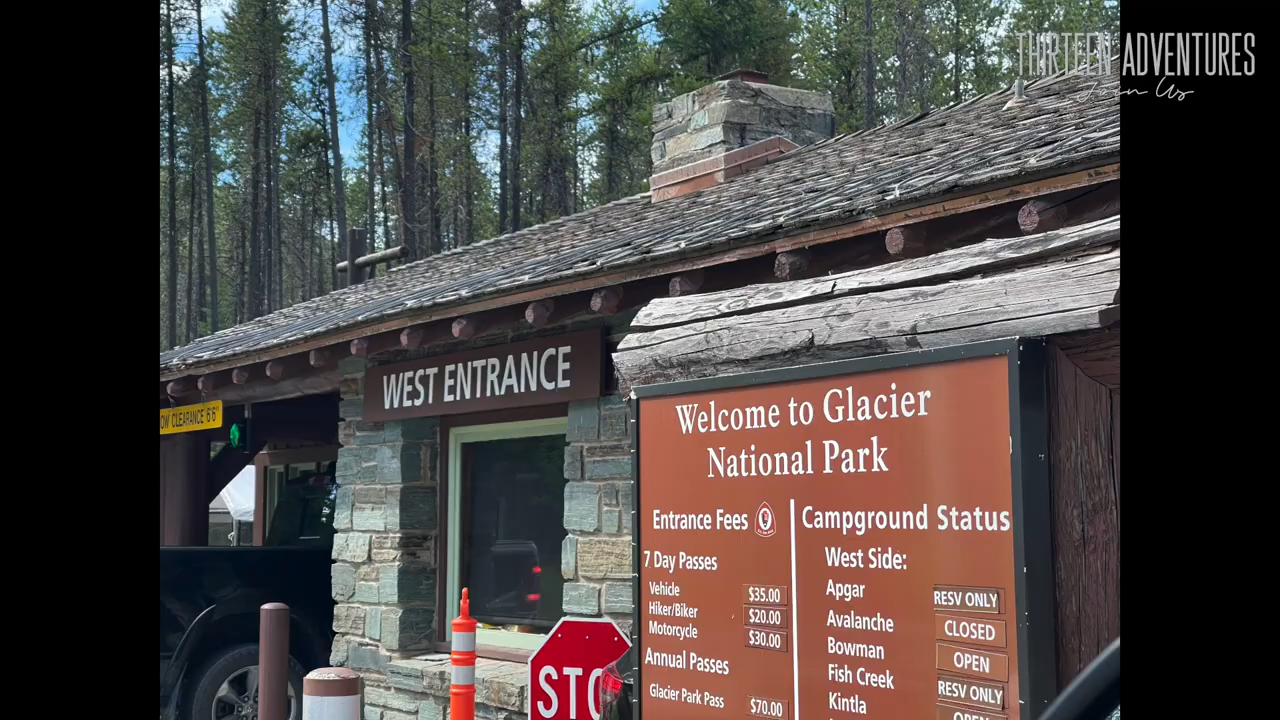 THIRTEEN ADVENTURES
Join Us
WEST ENTRANCE
OW CLEARANCE 6'6"
Welcome to Glacier
National Park
Entrance Fees
7 Day Passes
Vehicle $35.00
Hiker/Biker $20.00
Motorcycle $30.00
Annual Passes
Glacier Park Pass $70.00
Campground Status
West Side:
Apgar RESV ONLY
Avalanche CLOSED
Bowman OPEN
Fish Creek RESV ONLY
Kintla OPEN
STO